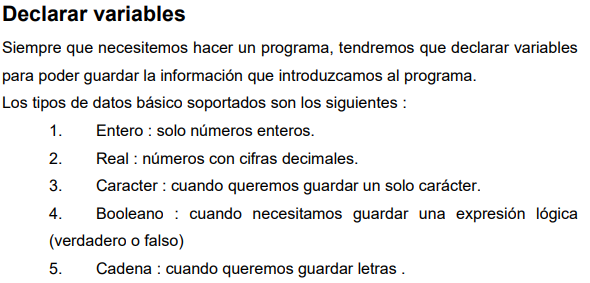 Declarar variables
Siempre que necesitemos hacer un programa, tendremos que declarar variables
para poder guardar la información que introduzcamos al programa.
Los tipos de datos básico soportados son los siguientes :
1. Entero : solo números enteros.
2. Real : números con cifras decimales.
3. Caracter : cuando queremos guardar un solo carácter.
4. Booleano : cuando necesitamos guardar una expresión lógica
(verdadero o falso)
5. Cadena : cuando queremos guardar letras .